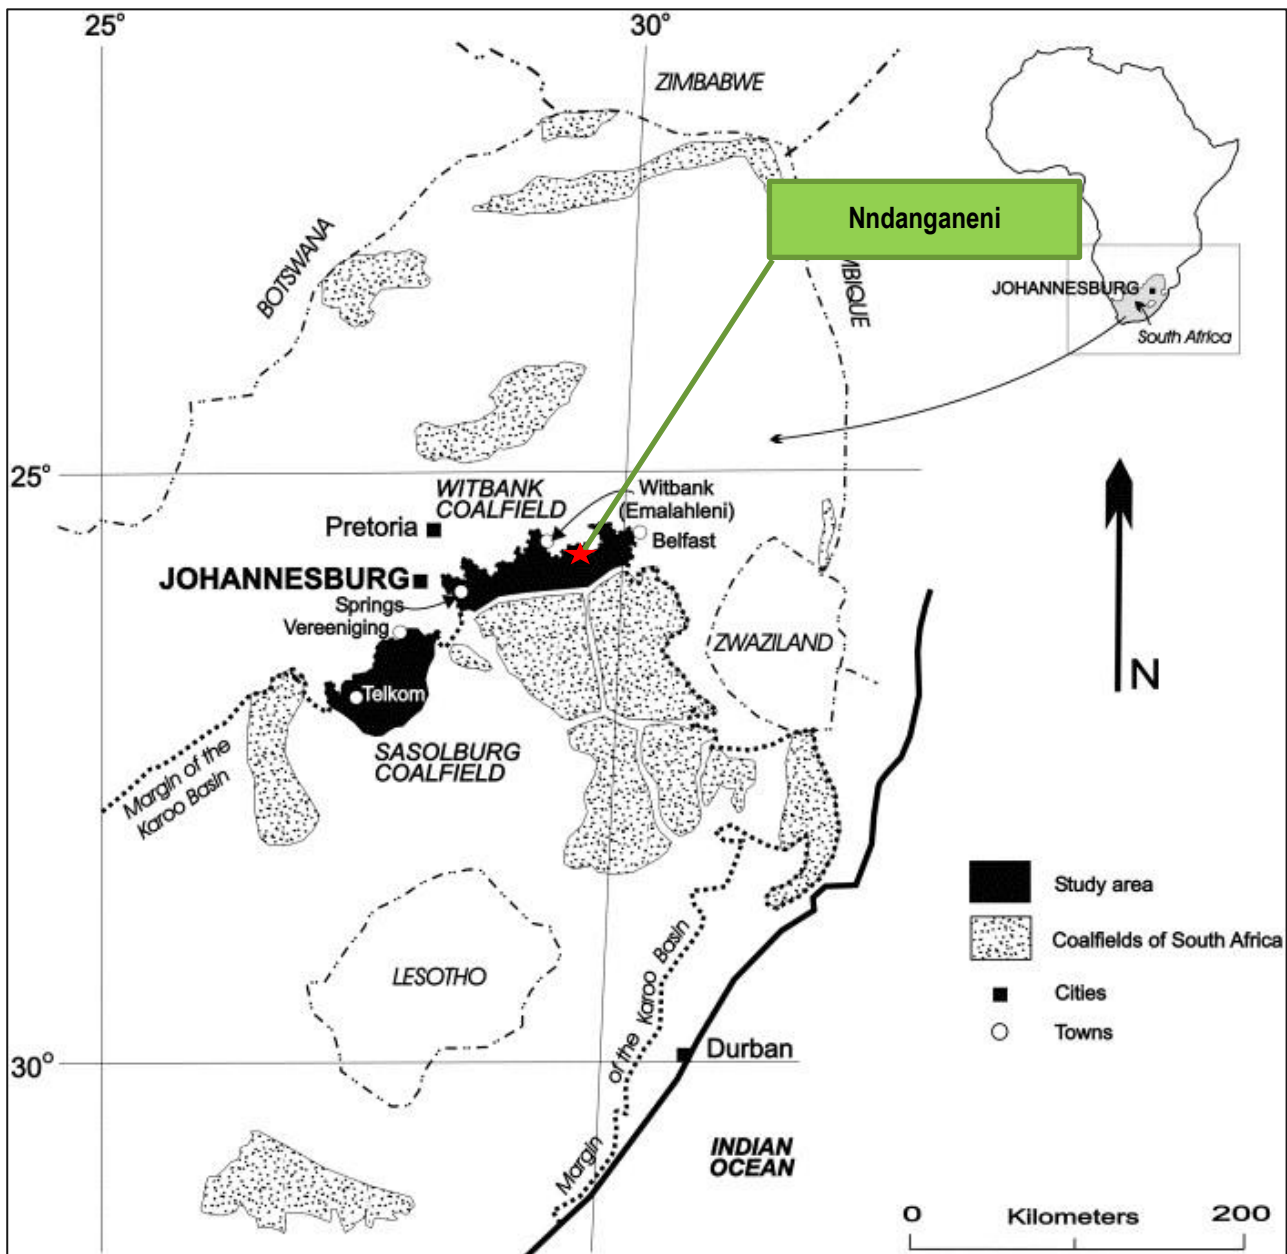 25°
30°
ZIMBABWE
Nndanganeni
BOTSWANA
MBIQUE
JOHANNESBURG
South Africa
25°
WITBANK
COALFIELD
Witbank
(Emalahleni)
Pretoria
Belfast
JOHANNESBURG
Springs
Vereeniging
ZWAZILAND
Telkom
N
SASOLBURG
COALFIELD
Margin of the
Karoo Basin
Study area
Coalfields of South Africa
Cities
Towns
LESOTHO
Margin of the Karoo Basin
Durban
30°
INDIAN
OCEAN
0 Kilometers 200